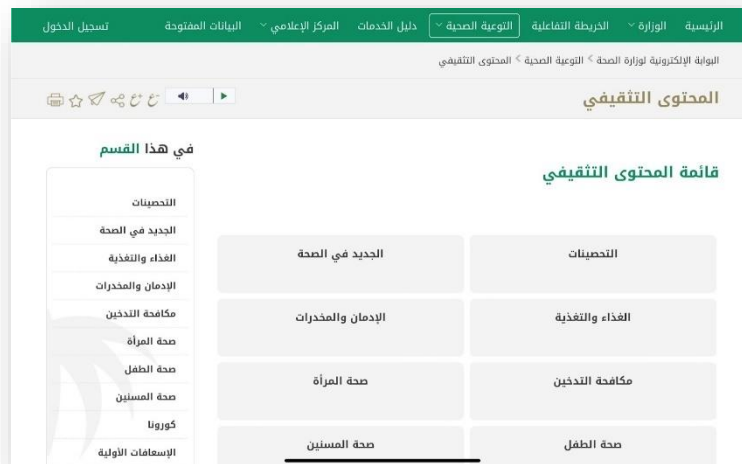 الرئيسية الوزارة الخريطة التفاعلية التوعية الصحية دليل الخدمات المركز الإعلامي البيانات المفتوحة تسجيل الدخول
البوابة الإلكترونية لوزارة الصحة > التوعية الصحية > المحتوى التثقيفي
المحتوى التثقيفي
ع ع+
قائمة المحتوى التثقيفي
التحصينات
الجديد في الصحة
الغذاء والتغذية
الإدمان والمخدرات
مكافحة التدخين
صحة المرأة
صحة الطفل
صحة المسنين
في هذا القسم
التحصينات
الجديد في الصحة
الغذاء والتغذية
الإدمان والمخدرات
مكافحة التدخين
صحة المرأة
صحة الطفل
صحة المسنين
كورونا
الإسعافات الأولية